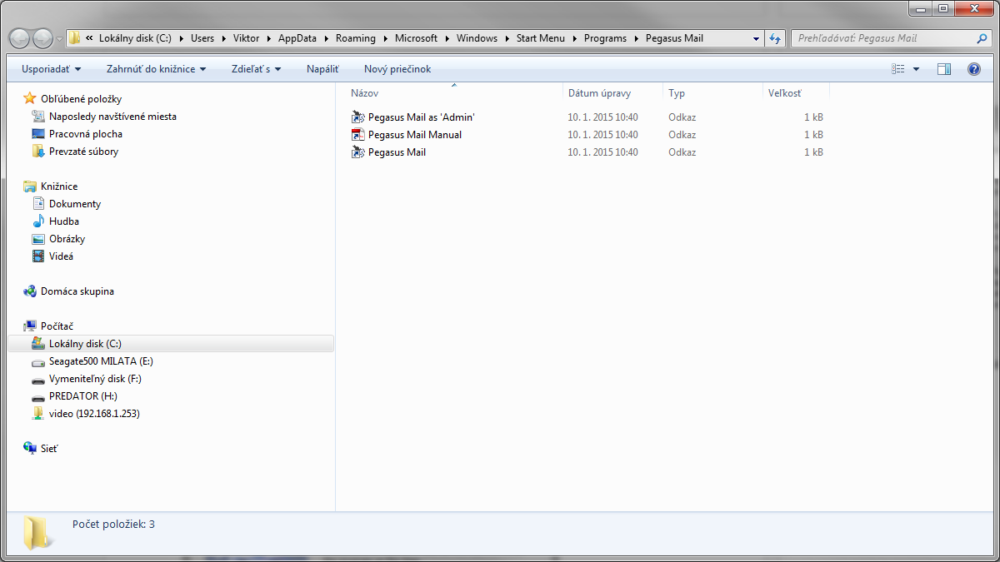 « Lokálny disk (C:) Users Viktor AppData Roaming Microsoft Windows Start Menu Programs Pegasus Mail Prehľadávať: Pegasus Mail
Usporiadať Zahrnúť do knižnice Zdieľať s Napáliť Nový priečinok
Obľúbené položky
Naposledy navštívené miesta
Pracovná plocha
Prevzaté súbory
Knižnice
Dokumenty
Hudba
Obrázky
Videá
Domáca skupina
Počítač
Lokálny disk (C:)
Seagate500 MILATA (E:)
Vymeniteľný disk (F:)
PREDATOR (H:)
video (192.168.1.253)
Sieť
Názov Dátum úpravy Typ Veľkosť
Pegasus Mail as 'Admin' 10. 1. 2015 10:40 Odkaz 1 kB
Pegasus Mail Manual 10. 1. 2015 10:40 Odkaz 1 kB
Pegasus Mail 10. 1. 2015 10:40 Odkaz 1 kB
Počet položiek: 3